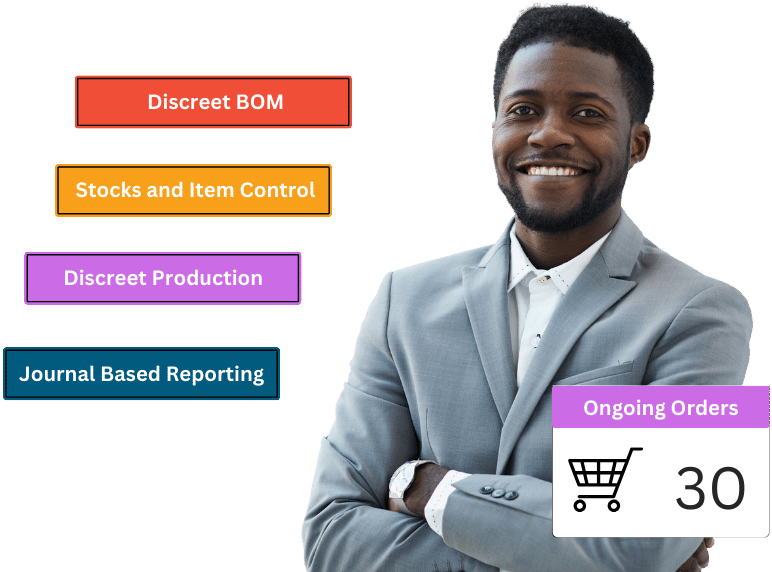 Discreet BOM
Stocks and Item Control
Discreet Production
Journal Based Reporting
Ongoing Orders
30